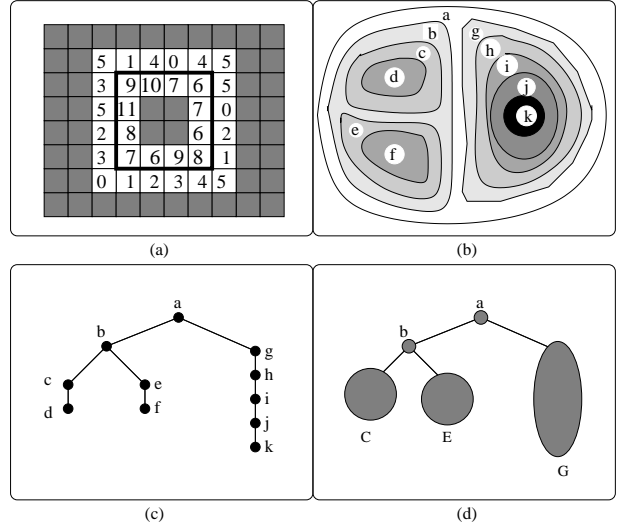 5 1 4 0 4 5
3 9 10 7 6 5
5 11 7 0
2 8 6 2
3 7 6 9 8 1
0 1 2 3 4 5
(a)
a
b g
c h
d i
j
k
e
f
(b)
a
b
g
h
c e i
d f j
k
(c)
a
b
C E
G
(d)